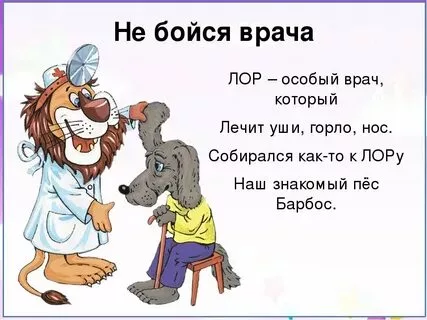 Не бойся врача
ЛОР – особый врач,
который
Лечит уши, горло, нос.
Собирался как-то к ЛОРу
Наш знакомый пёс
Барбос.